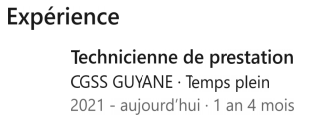 Expérience
Technicienne de prestation
CGSS GUYANE · Temps plein
2021 - aujourd’hui · 1 an 4 mois